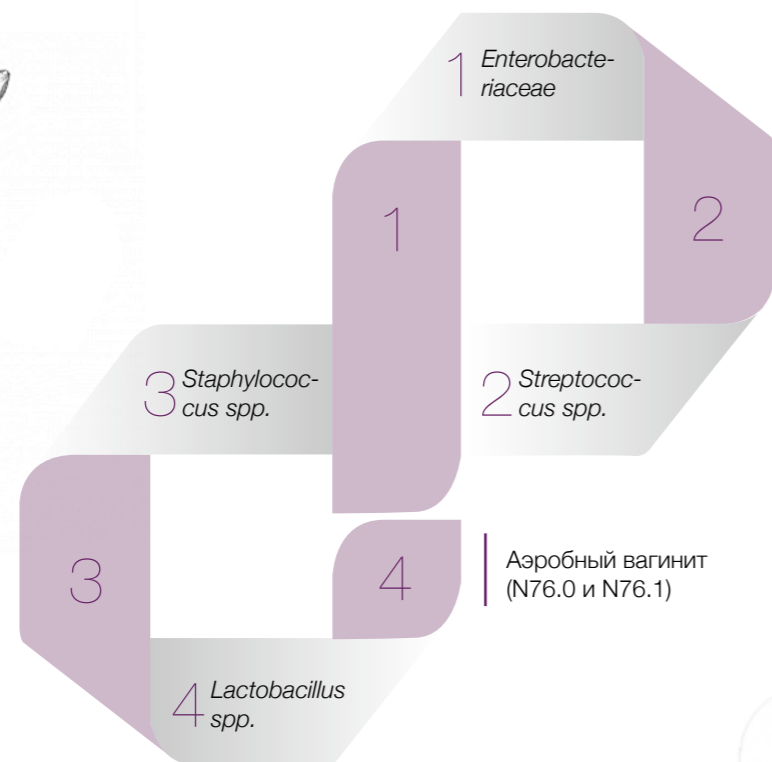 1 Enterobacte-
riaceae
1
2
3 Staphylococ-
cus spp.
2 Streptococ-
cus spp.
3
4
Аэробный вагинит
(N76.0 и N76.1)
4 Lactobacillus
spp.